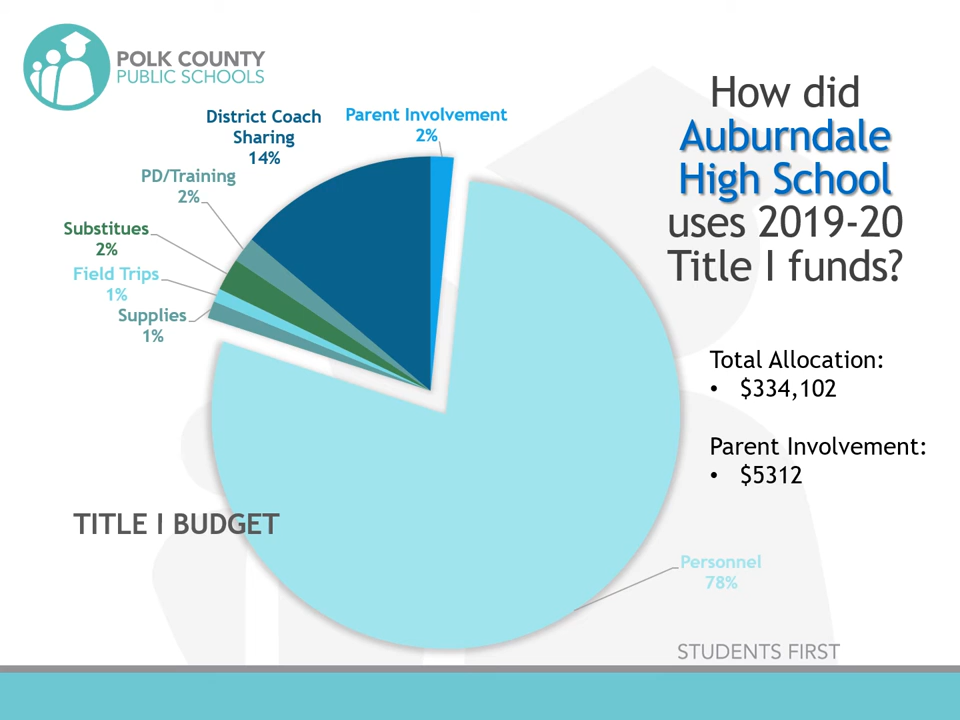 POLK COUNTY
PUBLIC SCHOOLS
How did
Auburndale
High School
uses 2019-20
Title I funds?
District Coach
Sharing
14%
Parent Involvement
2%
PD/Training
2%
Substitues
2%
Field Trips
1%
Supplies
1%
Total Allocation:
• $334,102
Parent Involvement:
• $5312
TITLE I BUDGET
Personnel
78%
STUDENTS FIRST